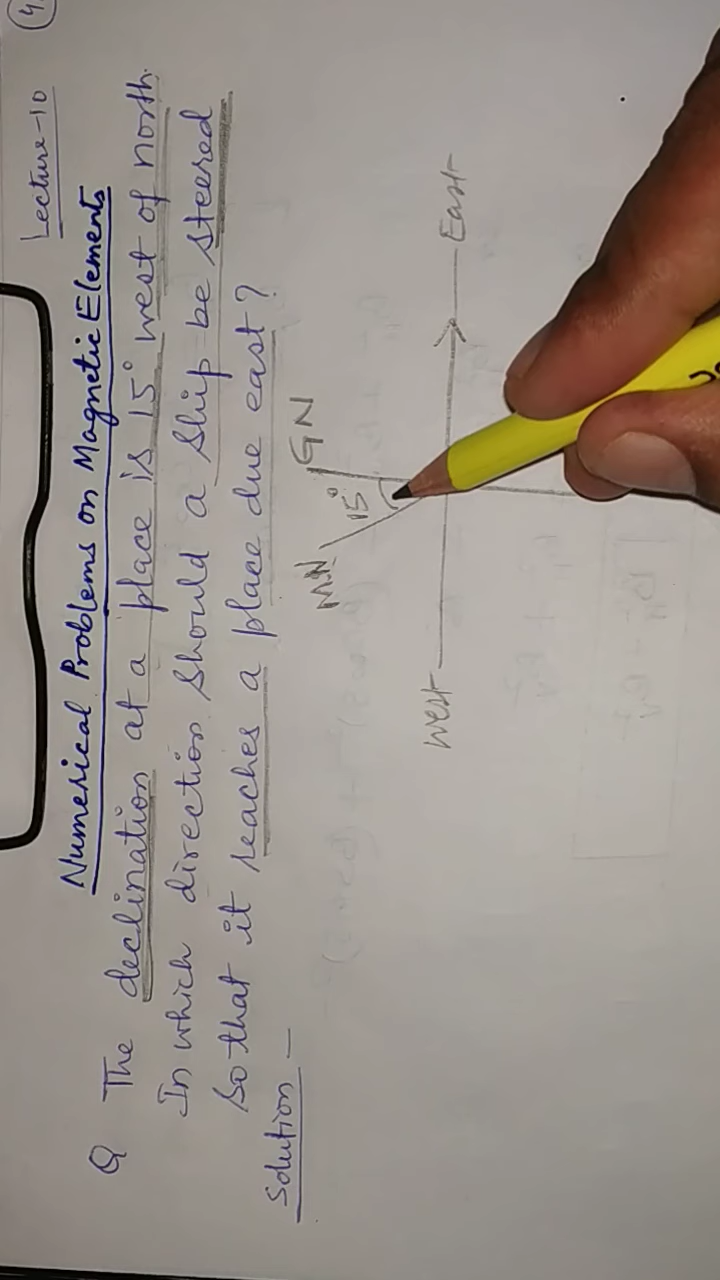 Lecture-10
Numerical Problems on Magnetic Elements
Q The declination at a place is 15° west of north.
In which direction should a ship be steered
so that it reaches a place due east?
Solution -
M.N
GN
15°
West
East